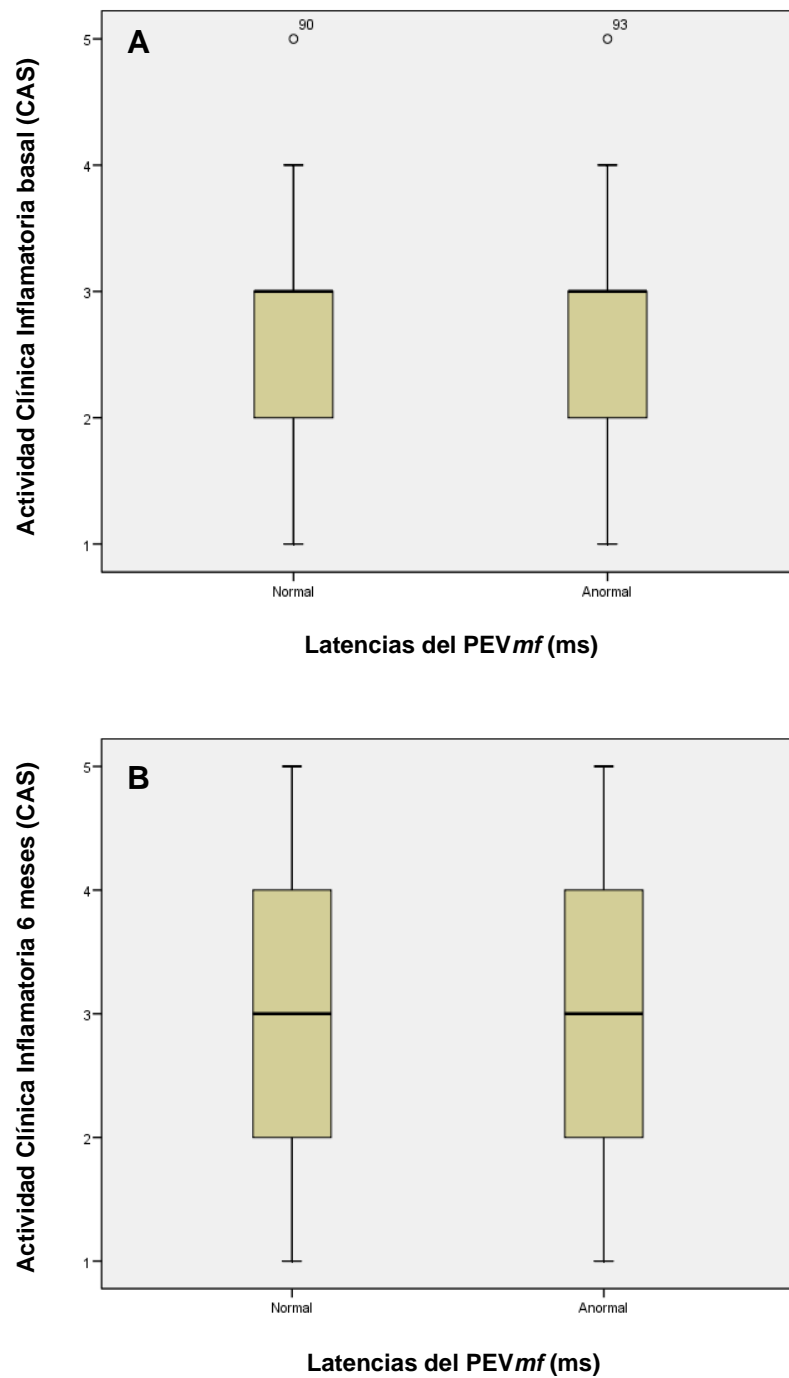 A
Actividad Clínica Inflamatoria basal (CAS)
5
4
3
2
1
90
93
Normal
Anormal
Latencias del PEVmf (ms)
B
Actividad Clínica Inflamatoria 6 meses (CAS)
5
4
3
2
1
Normal
Anormal
Latencias del PEVmf (ms)